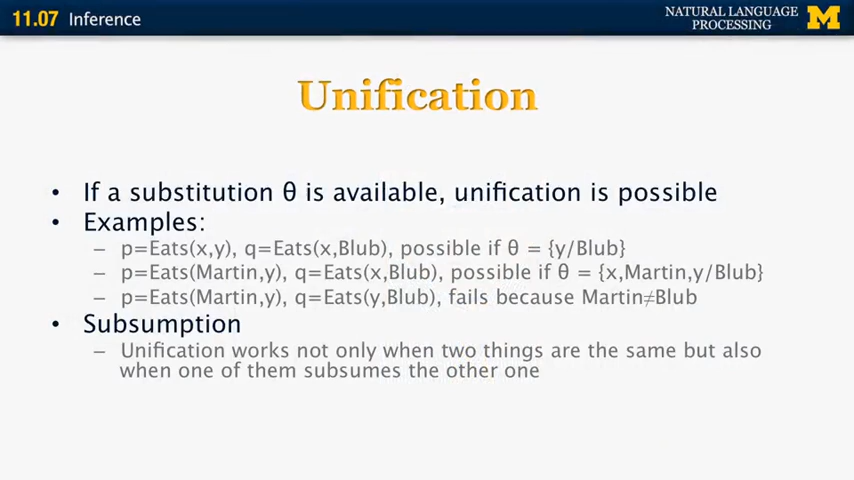 11.07 Inference
NATURAL LANGUAGE
PROCESSING
M
Unification
• If a substitution θ is available, unification is possible
• Examples:
– p=Eats(x,y), q=Eats(x,Blub), possible if θ = {y/Blub}
– p=Eats(Martin,y), q=Eats(x,Blub), possible if θ = {x,Martin,y/Blub}
– p=Eats(Martin,y), q=Eats(y,Blub), fails because Martin≠Blub
• Subsumption
– Unification works not only when two things are the same but also
when one of them subsumes the other one